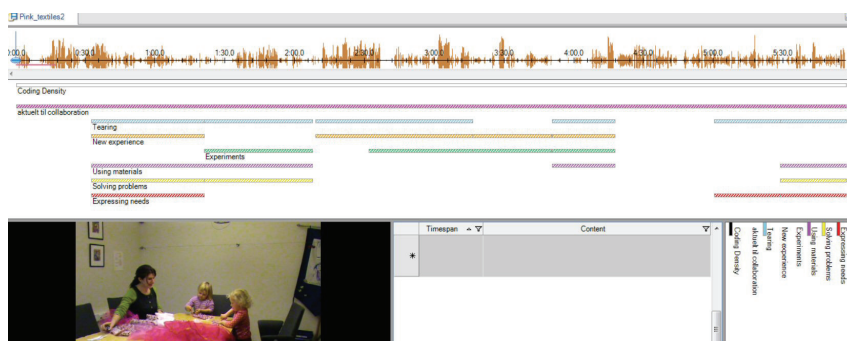 Pink_textiles2
0:00,0 0:30,0 1:00,0 1:30,0 2:00,0 2:30,0 3:00,0 3:30,0 4:00,0 4:30,0 5:00,0 5:30,0
Coding Density
aktuelt til collaboration
Tearing
New experience
Experiments
Using materials
Solving problems
Expressing needs
Timespan Content
*
Expressing needs
Solving problems
Using materials
Experiments
New experience
Tearing
aktuelt til collaboration
Coding Density